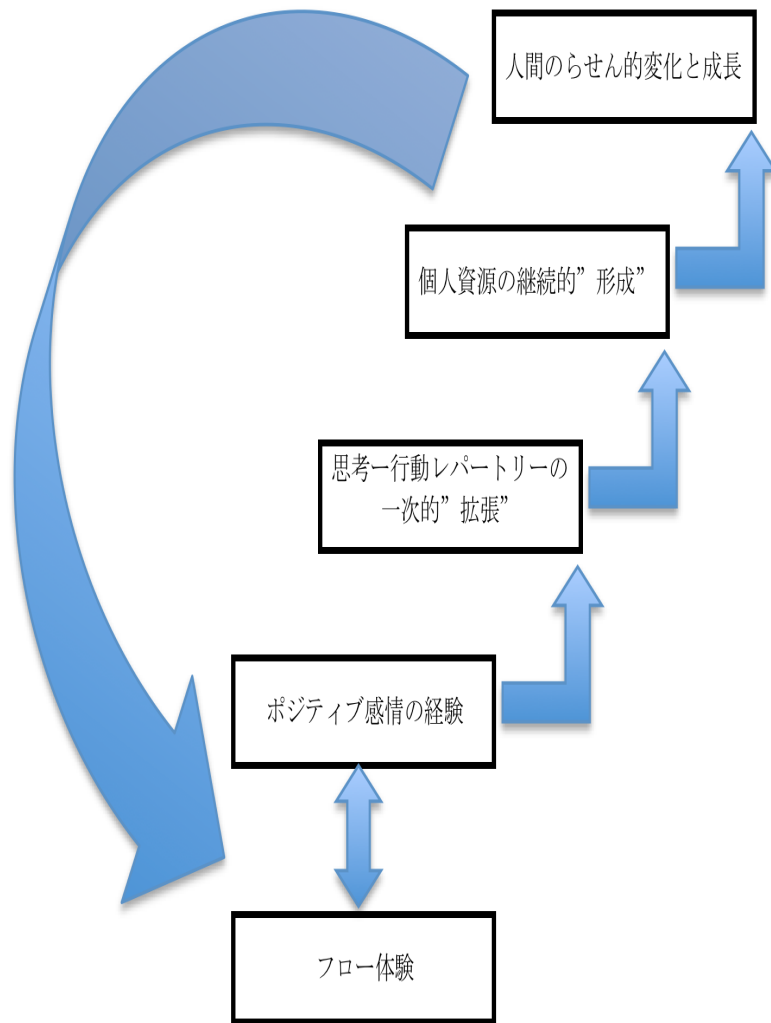 人間のらせん的変化と成長
個人資源の継続的”形成”
思考ー行動レパートリーの
一次的”拡張”
ポジティブ感情の経験
フロー体験